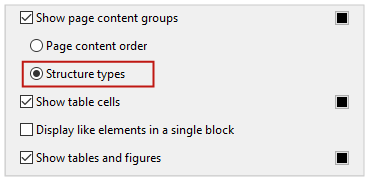 Show page content groups
Page content order
Structure types
Show table cells
Display like elements in a single block
Show tables and figures